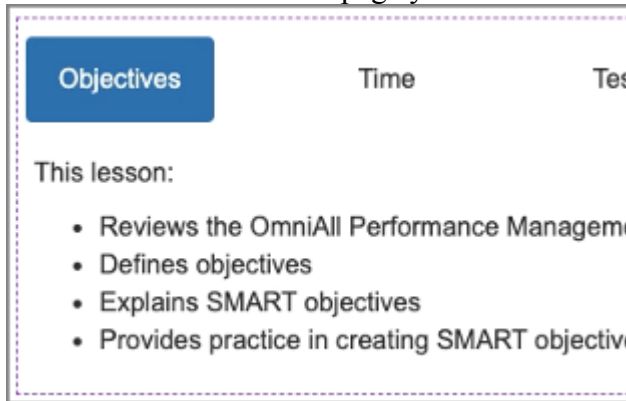 Objectives Time Tes
This lesson:
• Reviews the OmniAll Performance Manageme
• Defines objectives
• Explains SMART objectives
• Provides practice in creating SMART objective